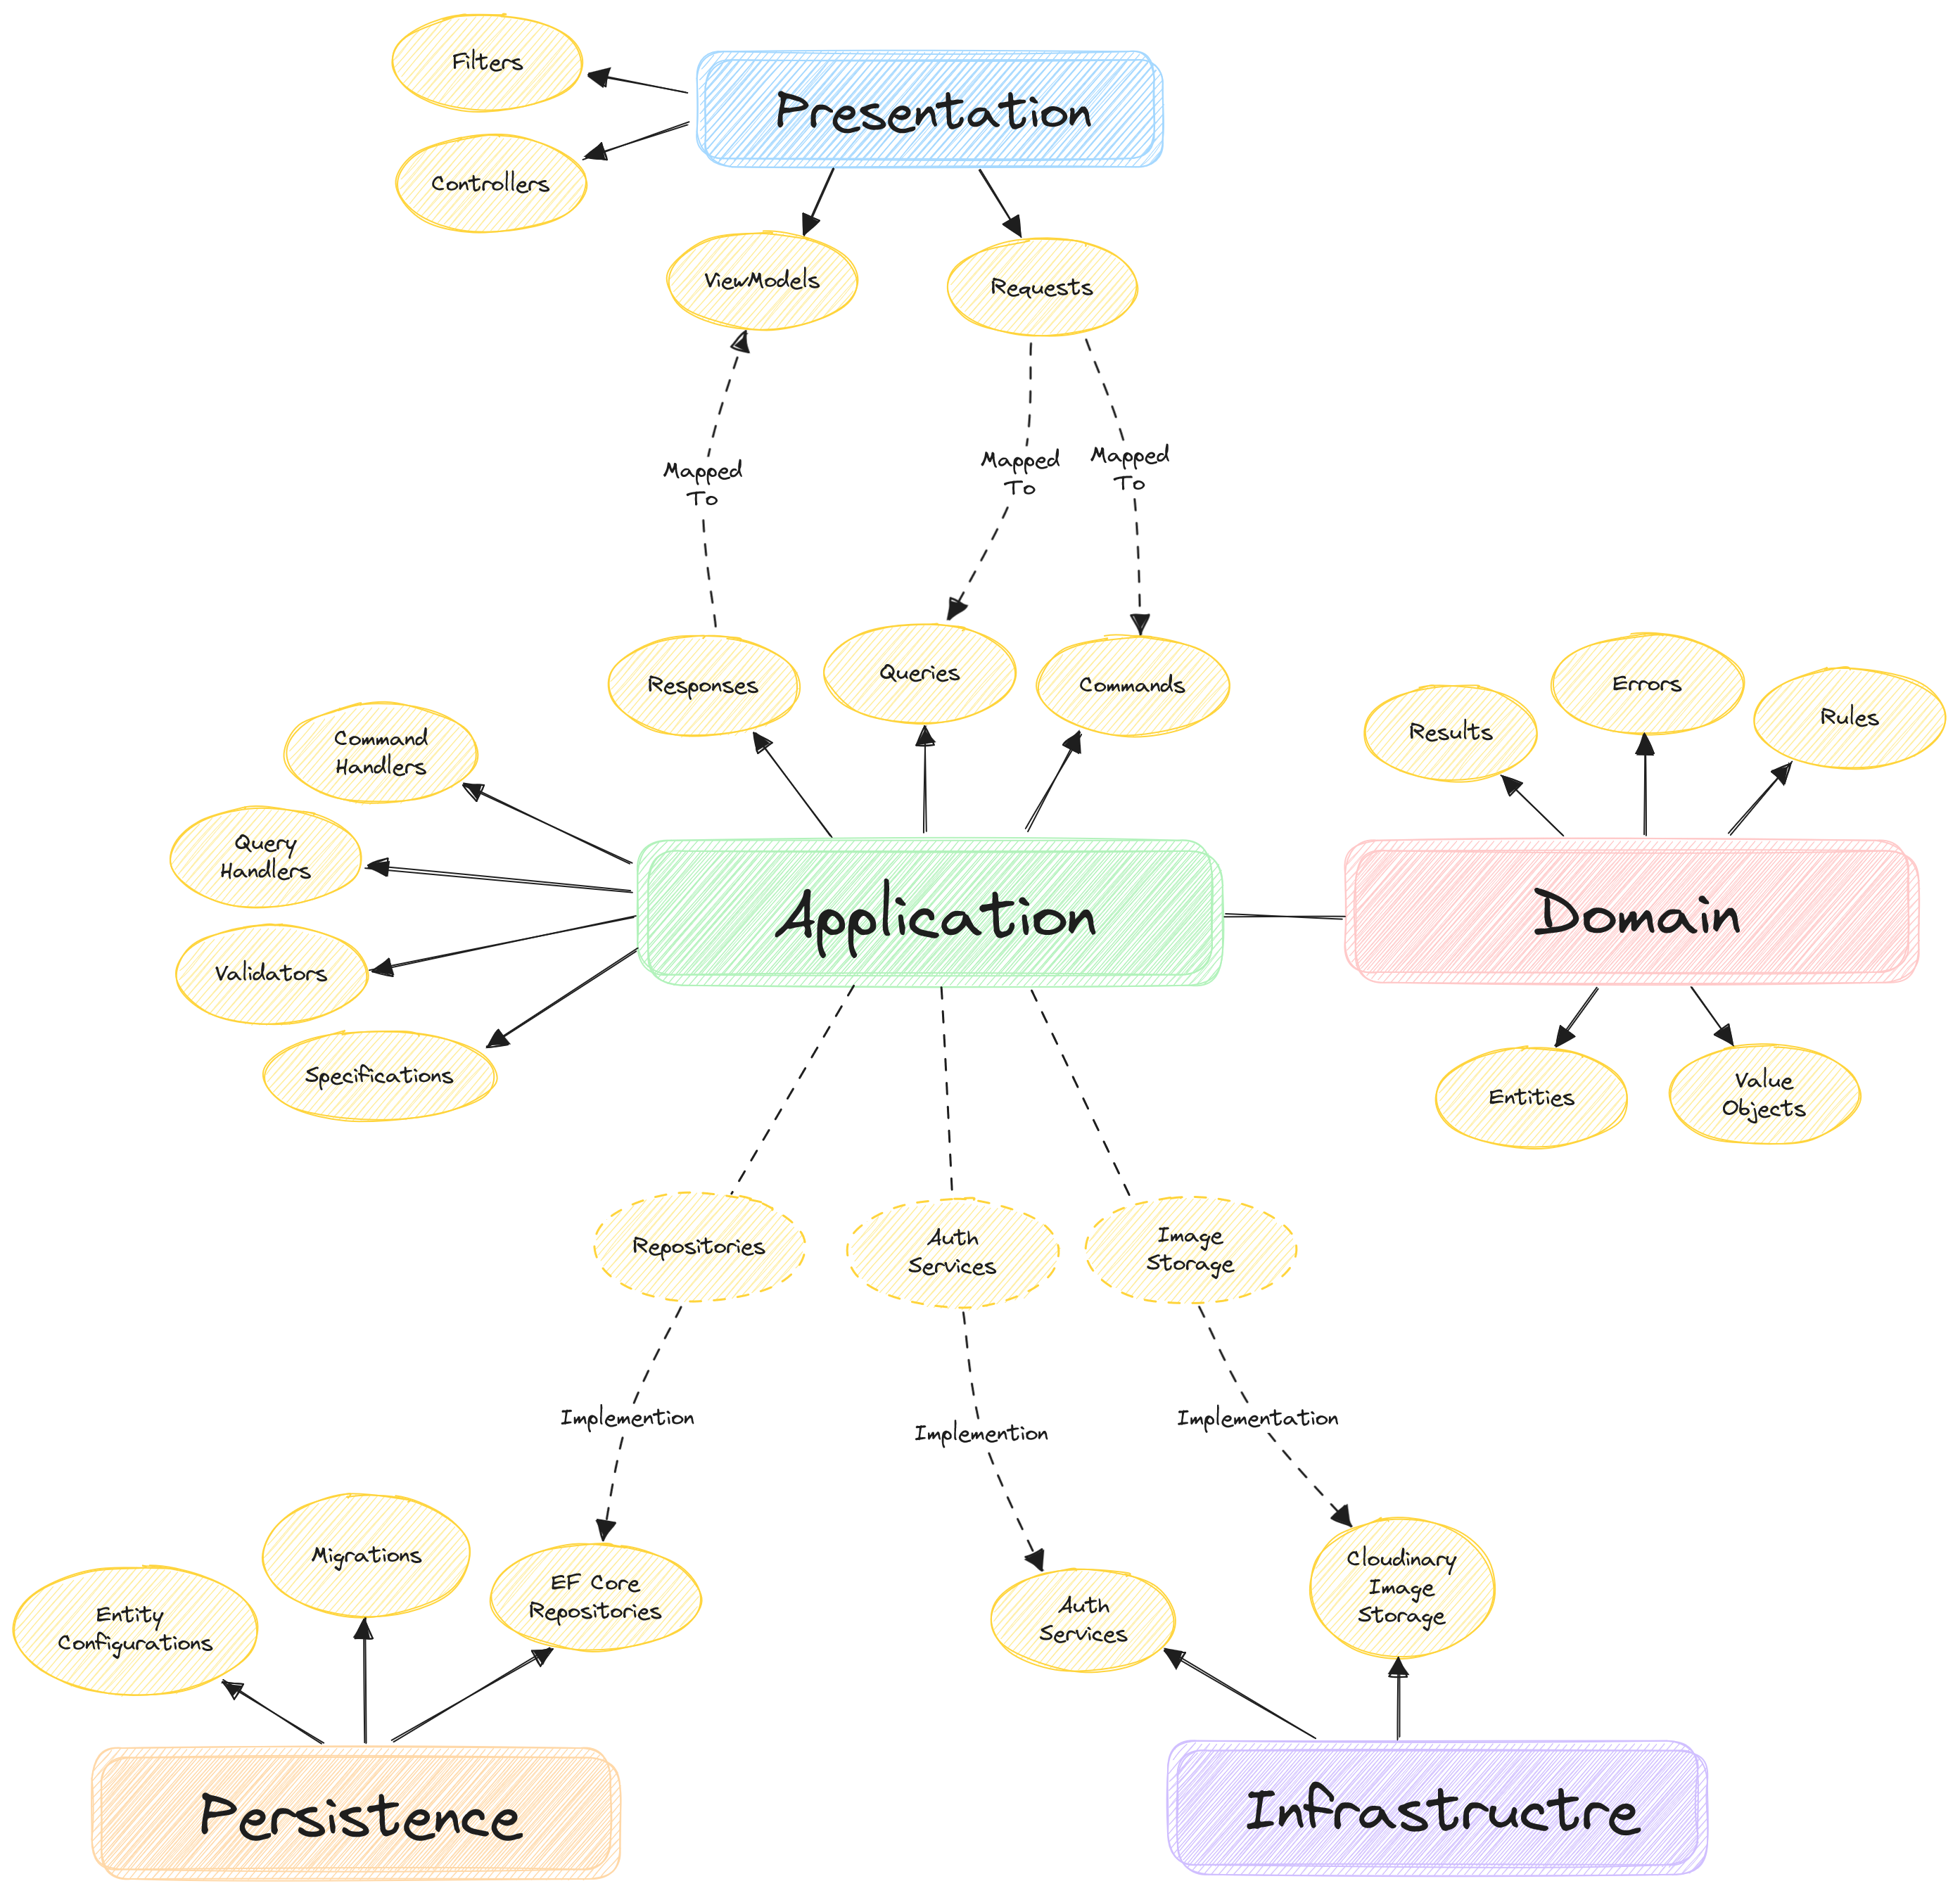 Filters
Presentation
Controllers
ViewModels
Requests
Mapped
To
Mapped
To
Mapped
To
Responses
Queries
Commands
Results
Errors
Rules
Command
Handlers
Query
Handlers
Validators
Specifications
Application
Domain
Entities
Value
Objects
Repositories
Auth
Services
Image
Storage
Implemention
Implemention
Implementation
Entity
Configurations
Migrations
EF Core
Repositories
Auth
Services
Cloudinary
Image
Storage
Persistence
Infrastructre